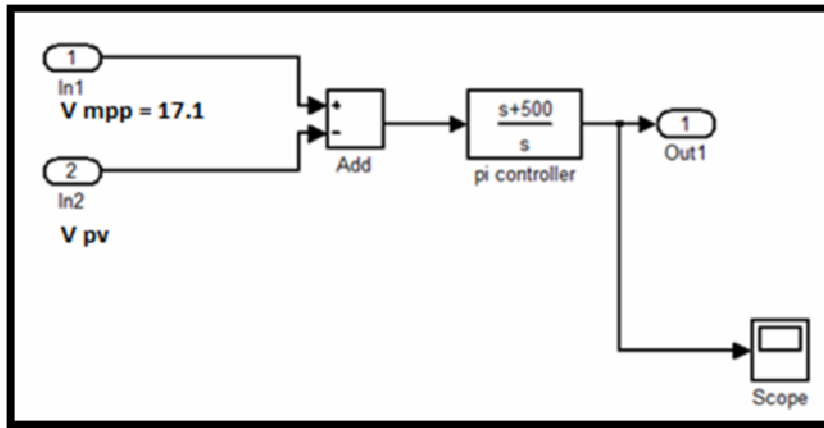 1
In1
V mpp = 17.1
+
−
Add
s+500
s
pi controller
1
Out1
2
In2
V pv
Scope